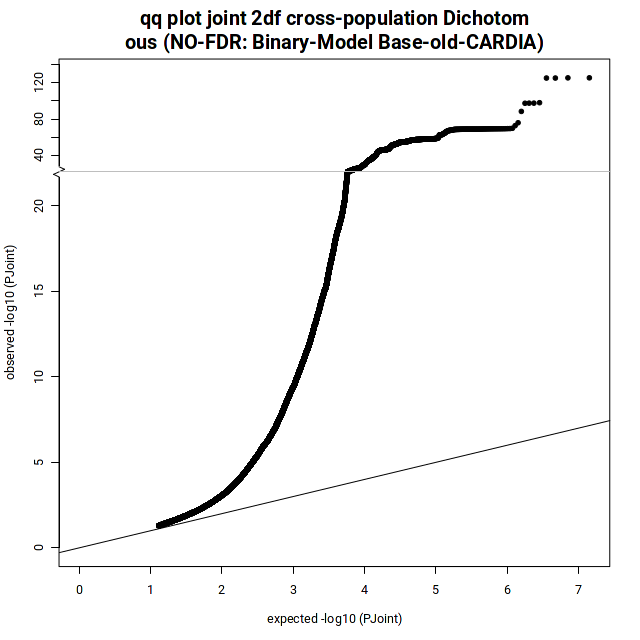 qq plot joint 2df cross-population Dichotom
ous (NO-FDR: Binary-Model Base-old-CARDIA)
120
80
40
20
15
10
5
0
observed -log10 (PJoint)
0 1 2 3 4 5 6 7
expected -log10 (PJoint)